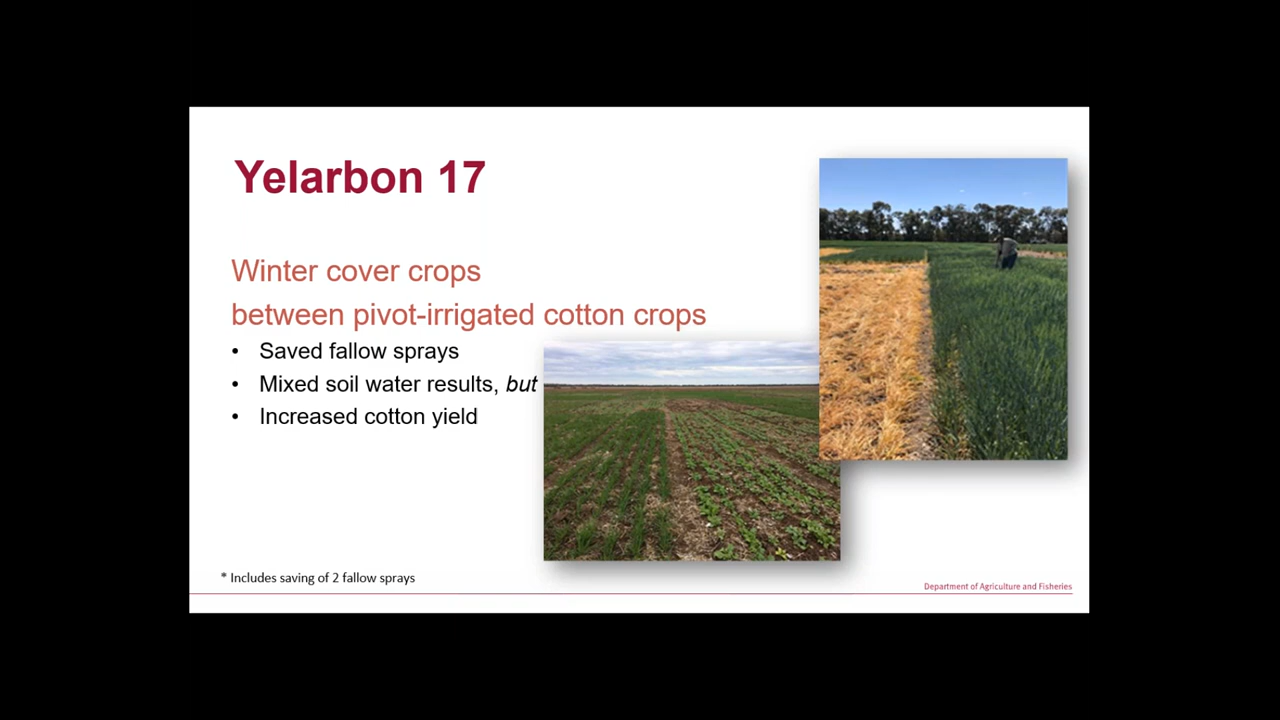 Yelarbon 17
Winter cover crops
between pivot-irrigated cotton crops
• Saved fallow sprays
• Mixed soil water results, but
• Increased cotton yield
* Includes saving of 2 fallow sprays
Department of Agriculture and Fisheries